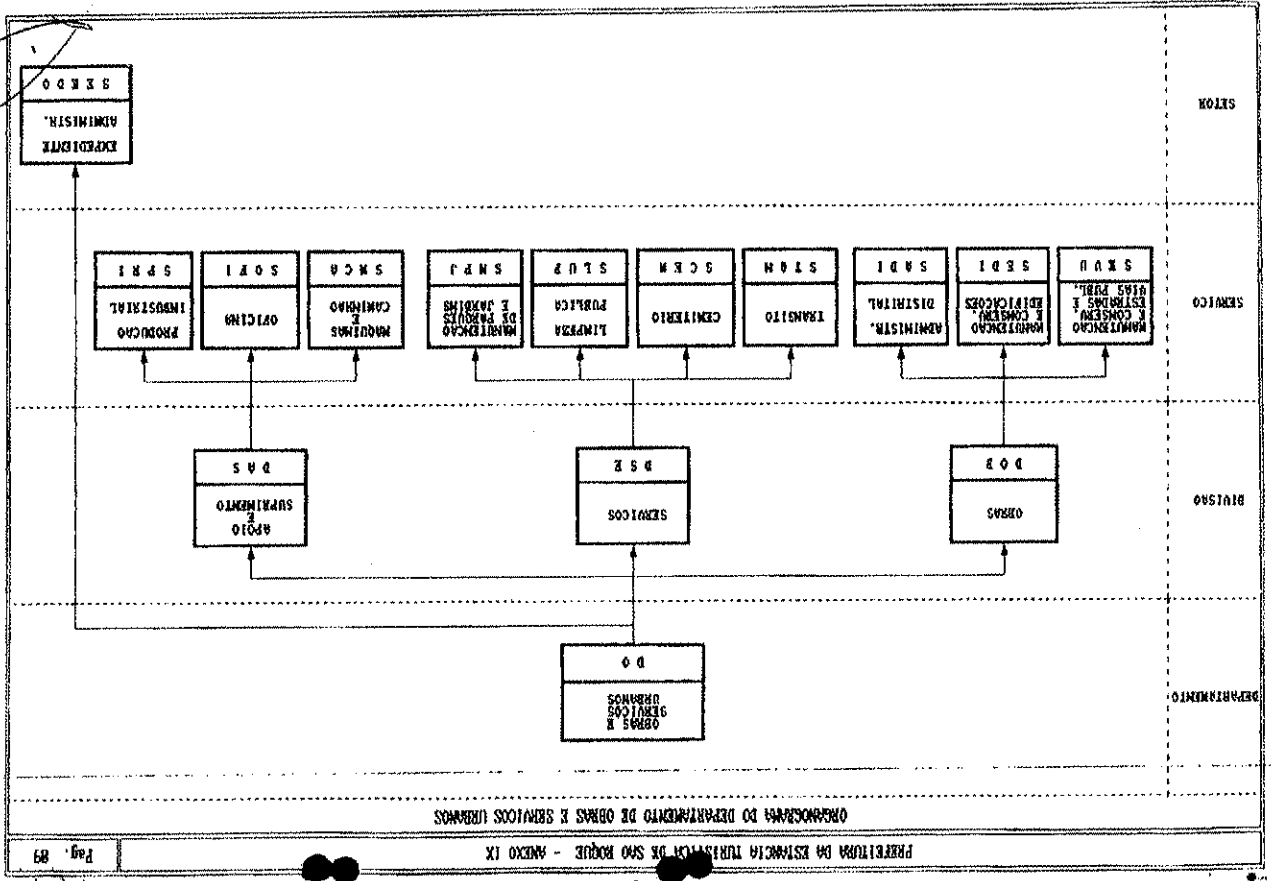 PREFEITURA DA ESTANCIA TURISTICA DE SAO ROQUE - ANEXO IX
Pag. 89
ORGANOGRAMA DO DEPARTAMENTO DE OBRAS E SERVICOS URBANOS
DEPARTAMENTO
OBRAS E
SERVICOS
URBANOS
D O
DIVISAO
OBRAS
D O B
SERVICOS
D S E
APOIO
E
SUPRIMENTO
D A S
SERVICO
MANUTENCAO
E CONSERV.
ESTRADAS E
VIAS PUBL.
S E V U
MANUTENCAO
E CONSERV.
EDIFICACOES
S E D I
ADMINISTR.
DISTRITAL
S A D I
TRANSITO
CEMITERIO
S C E M
LIMPEZA
PUBLICA
S L U P
MANUTENCAO
DE PARQUES
E JARDINS
S M P J
MAQUINAS
E
CAMINHAO
S M C A
OFICINA
S O F I
PRODUCAO
INDUSTRIAL
S P R I
SETOR
EXPEDIENTE
ADMINISTR.